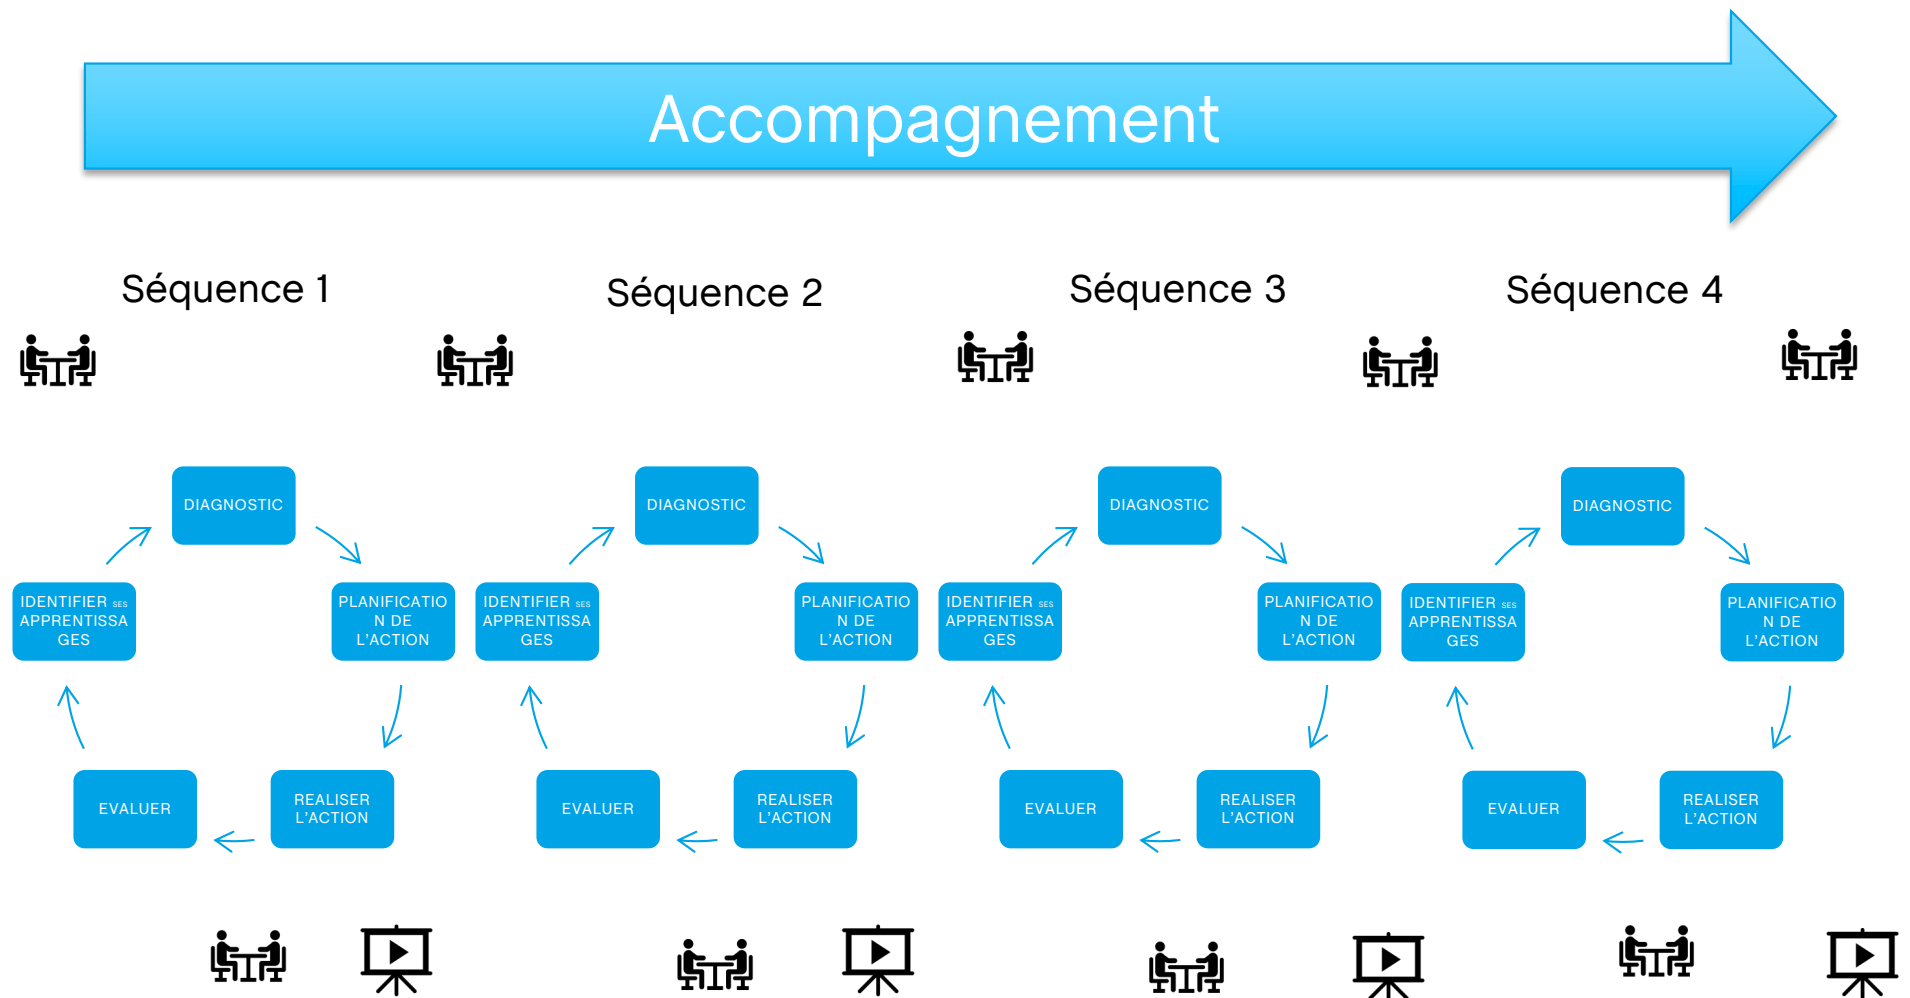 Accompagnement
Séquence 1
Séquence 2
Séquence 3
Séquence 4
DIAGNOSTIC
PLANIFICATIO
N DE
L'ACTION
REALISER
L'ACTION
EVALUER
IDENTIFIER SES
APPRENTISSA
GES
DIAGNOSTIC
PLANIFICATIO
N DE
L'ACTION
REALISER
L'ACTION
EVALUER
IDENTIFIER SES
APPRENTISSA
GES
DIAGNOSTIC
PLANIFICATIO
N DE
L'ACTION
REALISER
L'ACTION
EVALUER
IDENTIFIER SES
APPRENTISSA
GES
DIAGNOSTIC
PLANIFICATIO
N DE
L'ACTION
REALISER
L'ACTION
EVALUER
IDENTIFIER SES
APPRENTISSA
GES